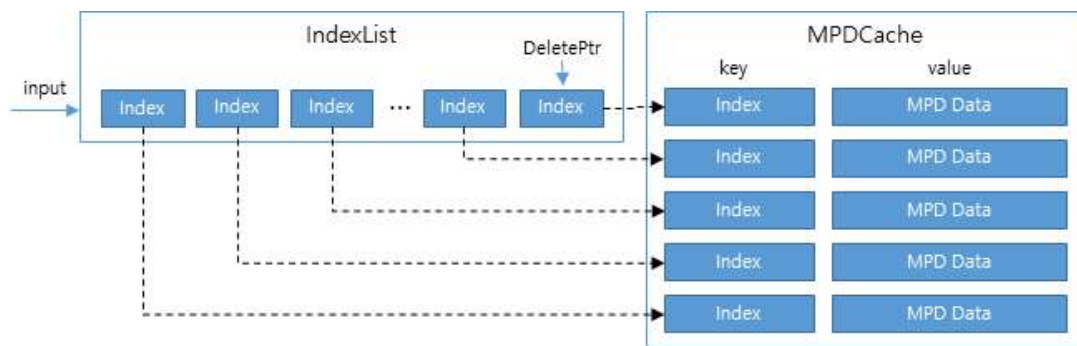 IndexList
MPDCache
DeletePtr
key value
input
Index Index Index ... Index Index
Index MPD Data
Index MPD Data
Index MPD Data
Index MPD Data
Index MPD Data